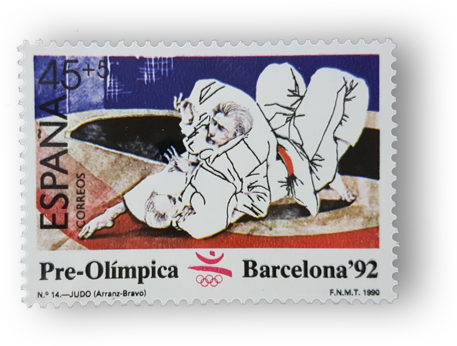 45+5
ESPAÑA
CORREOS
Pre-Olímpica Barcelona'92
N.º 14.—JUDO (Arranz-Bravo) F.N.M.T. 1990